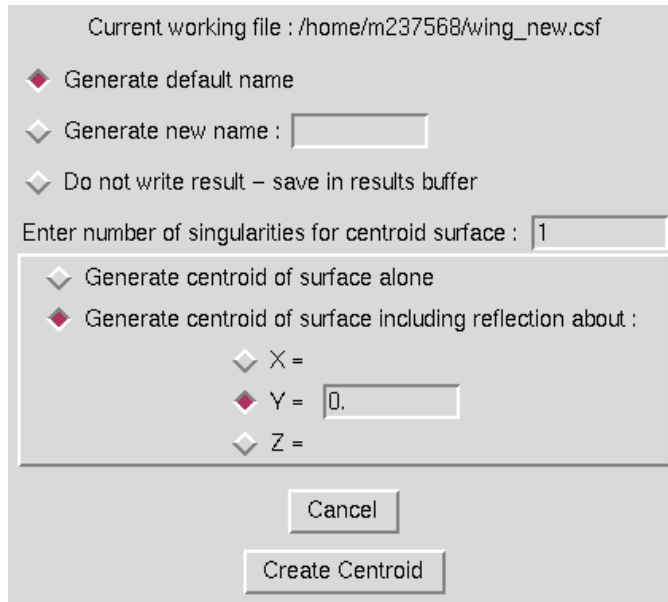 Current working file : /home/m237568/wing_new.csf
Generate default name
Generate new name :
Do not write result – save in results buffer
Enter number of singularities for centroid surface : 1
Generate centroid of surface alone
Generate centroid of surface including reflection about :
X =
Y = 0.
Z =
Cancel
Create Centroid